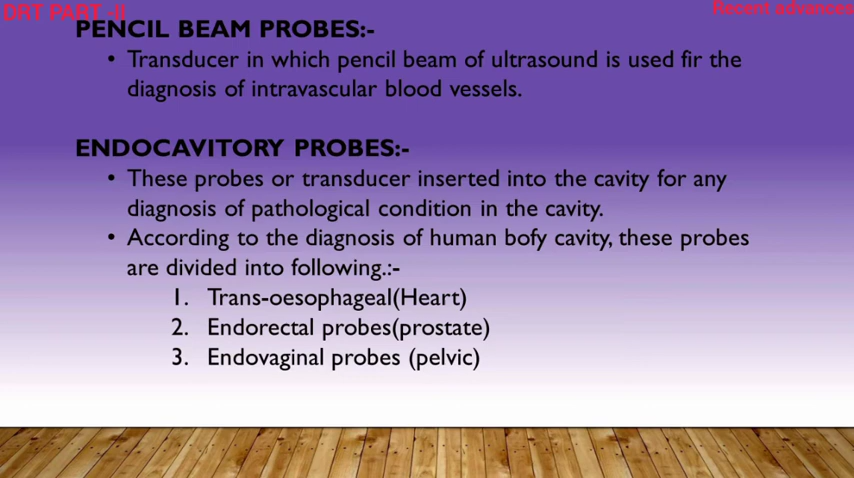 DRT PART -ii
Recent advances
PENCIL BEAM PROBES:-
• Transducer in which pencil beam of ultrasound is used fir the
diagnosis of intravascular blood vessels.
ENDOCAVITORY PROBES:-
• These probes or transducer inserted into the cavity for any
diagnosis of pathological condition in the cavity.
• According to the diagnosis of human bofy cavity, these probes
are divided into following.:-
1. Trans-oesophageal(Heart)
2. Endorectal probes(prostate)
3. Endovaginal probes (pelvic)